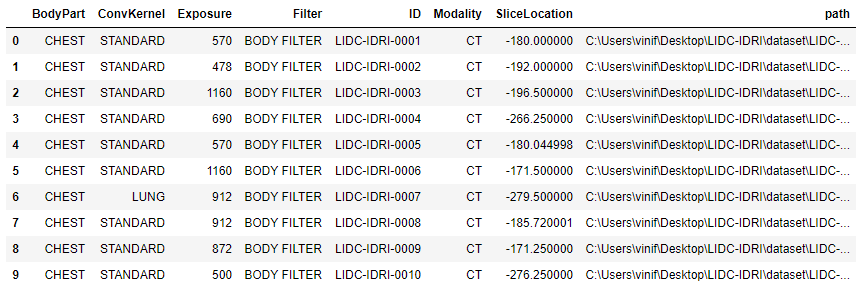 BodyPart ConvKernel Exposure Filter ID Modality SliceLocation path
0 CHEST STANDARD 570 BODY FILTER LIDC-IDRI-0001 CT -180.000000 C:\Users\vinif\Desktop\LIDC-IDRI\dataset\LIDC-...
1 CHEST STANDARD 478 BODY FILTER LIDC-IDRI-0002 CT -192.000000 C:\Users\vinif\Desktop\LIDC-IDRI\dataset\LIDC-...
2 CHEST STANDARD 1160 BODY FILTER LIDC-IDRI-0003 CT -196.500000 C:\Users\vinif\Desktop\LIDC-IDRI\dataset\LIDC-...
3 CHEST STANDARD 690 BODY FILTER LIDC-IDRI-0004 CT -266.250000 C:\Users\vinif\Desktop\LIDC-IDRI\dataset\LIDC-...
4 CHEST STANDARD 570 BODY FILTER LIDC-IDRI-0005 CT -180.044998 C:\Users\vinif\Desktop\LIDC-IDRI\dataset\LIDC-...
5 CHEST STANDARD 1160 BODY FILTER LIDC-IDRI-0006 CT -171.500000 C:\Users\vinif\Desktop\LIDC-IDRI\dataset\LIDC-...
6 CHEST LUNG 912 BODY FILTER LIDC-IDRI-0007 CT -279.500000 C:\Users\vinif\Desktop\LIDC-IDRI\dataset\LIDC-...
7 CHEST STANDARD 912 BODY FILTER LIDC-IDRI-0008 CT -185.720001 C:\Users\vinif\Desktop\LIDC-IDRI\dataset\LIDC-...
8 CHEST STANDARD 872 BODY FILTER LIDC-IDRI-0009 CT -171.250000 C:\Users\vinif\Desktop\LIDC-IDRI\dataset\LIDC-...
9 CHEST STANDARD 500 BODY FILTER LIDC-IDRI-0010 CT -276.250000 C:\Users\vinif\Desktop\LIDC-IDRI\dataset\LIDC-...